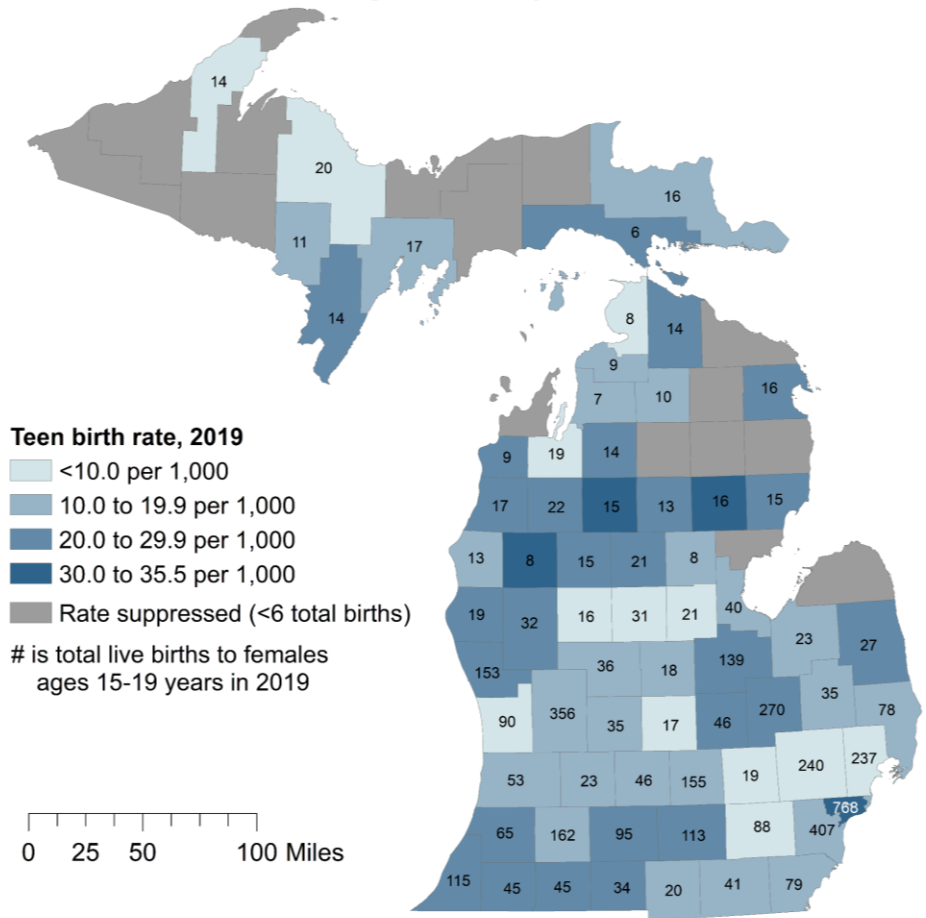 14
20
16
11
17
6
14
8
14
9
7
10
16
Teen birth rate, 2019
<10.0 per 1,000
10.0 to 19.9 per 1,000
20.0 to 29.9 per 1,000
30.0 to 35.5 per 1,000
Rate suppressed (<6 total births)
# is total live births to females
ages 15-19 years in 2019
9 19 14
17 22 15 13 16 15
13 8 15 21 8
19 32 16 31 21 40 23 27
153 36 18 139 35
90 356 35 17 46 270 78
53 23 46 155 19 240 237
65 162 95 113 88 407 768
115 45 45 34 20 41 79
0 25 50 100 Miles